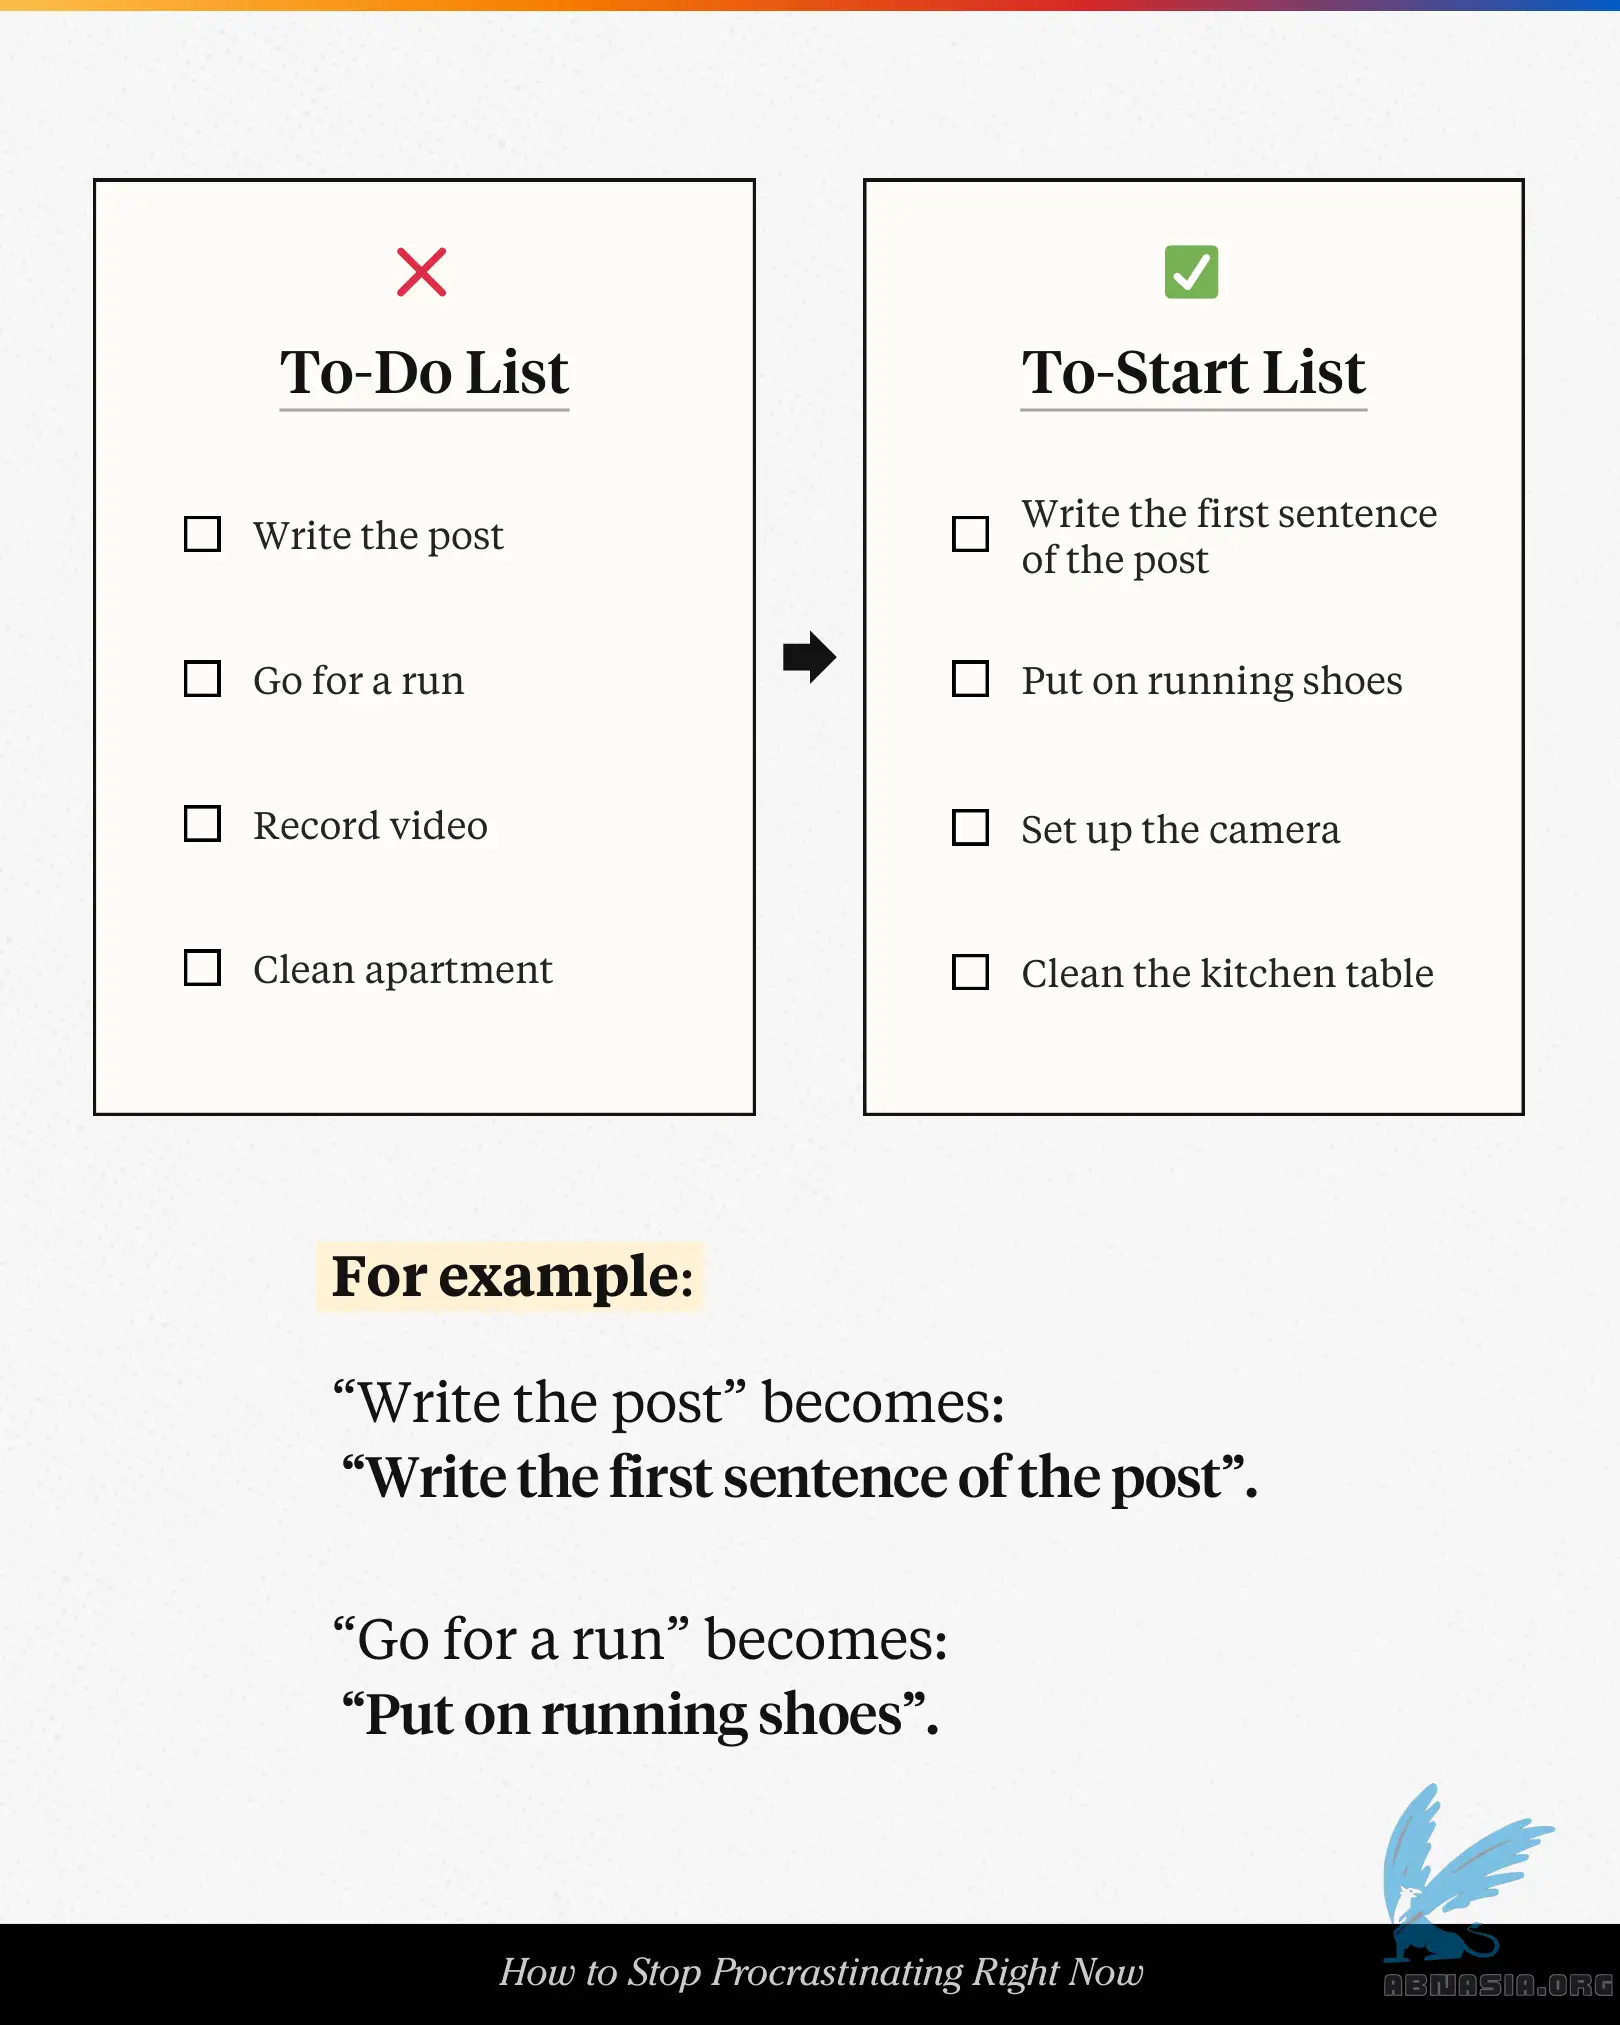 To-Do List
Write the post
Go for a run
Record video
Clean apartment
To-Start List
Write the first sentence
of the post
Put on running shoes
Set up the camera
Clean the kitchen table
For example:
“Write the post” becomes:
“Write the first sentence of the post”.
“Go for a run” becomes:
“Put on running shoes”.
How to Stop Procrastinating Right Now
ABNASIA.ORG